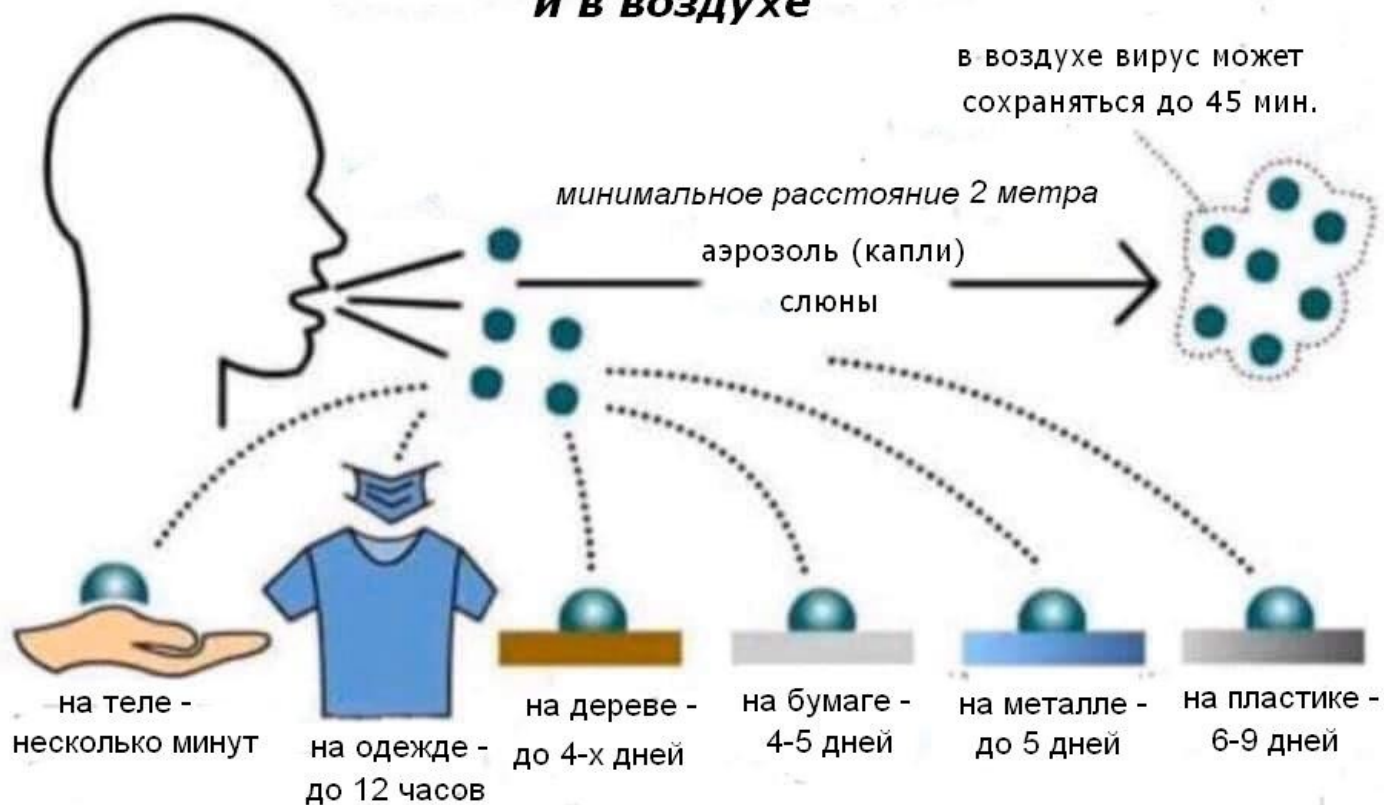 и в воздухе
в воздухе вирус может
сохраняться до 45 мин.
минимальное расстояние 2 метра
аэрозоль (капли)
слюны
на теле -
несколько минут
на одежде -
до 12 часов
на дереве -
до 4-х дней
на бумаге -
4-5 дней
на металле -
до 5 дней
на пластике -
6-9 дней